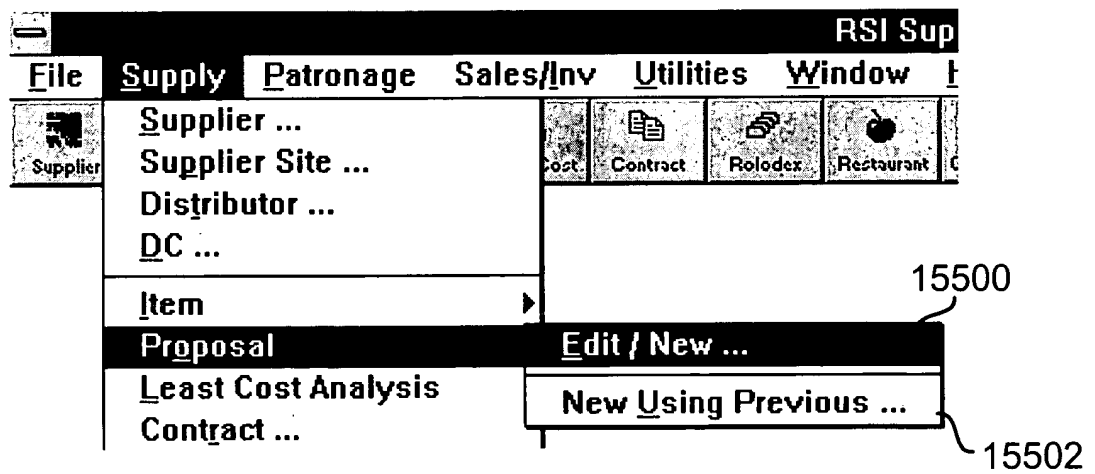 RSI Sup
File Supply Patronage Sales/Inv Utilities Window
Supplier Cost Contract Rolodex Restaurant
Supplier ...
Supplier Site ...
Distributor ...
DC ...
Item
Proposal
Least Cost Analysis
Contract ...
Edit / New ...
New Using Previous ...
15500
15502